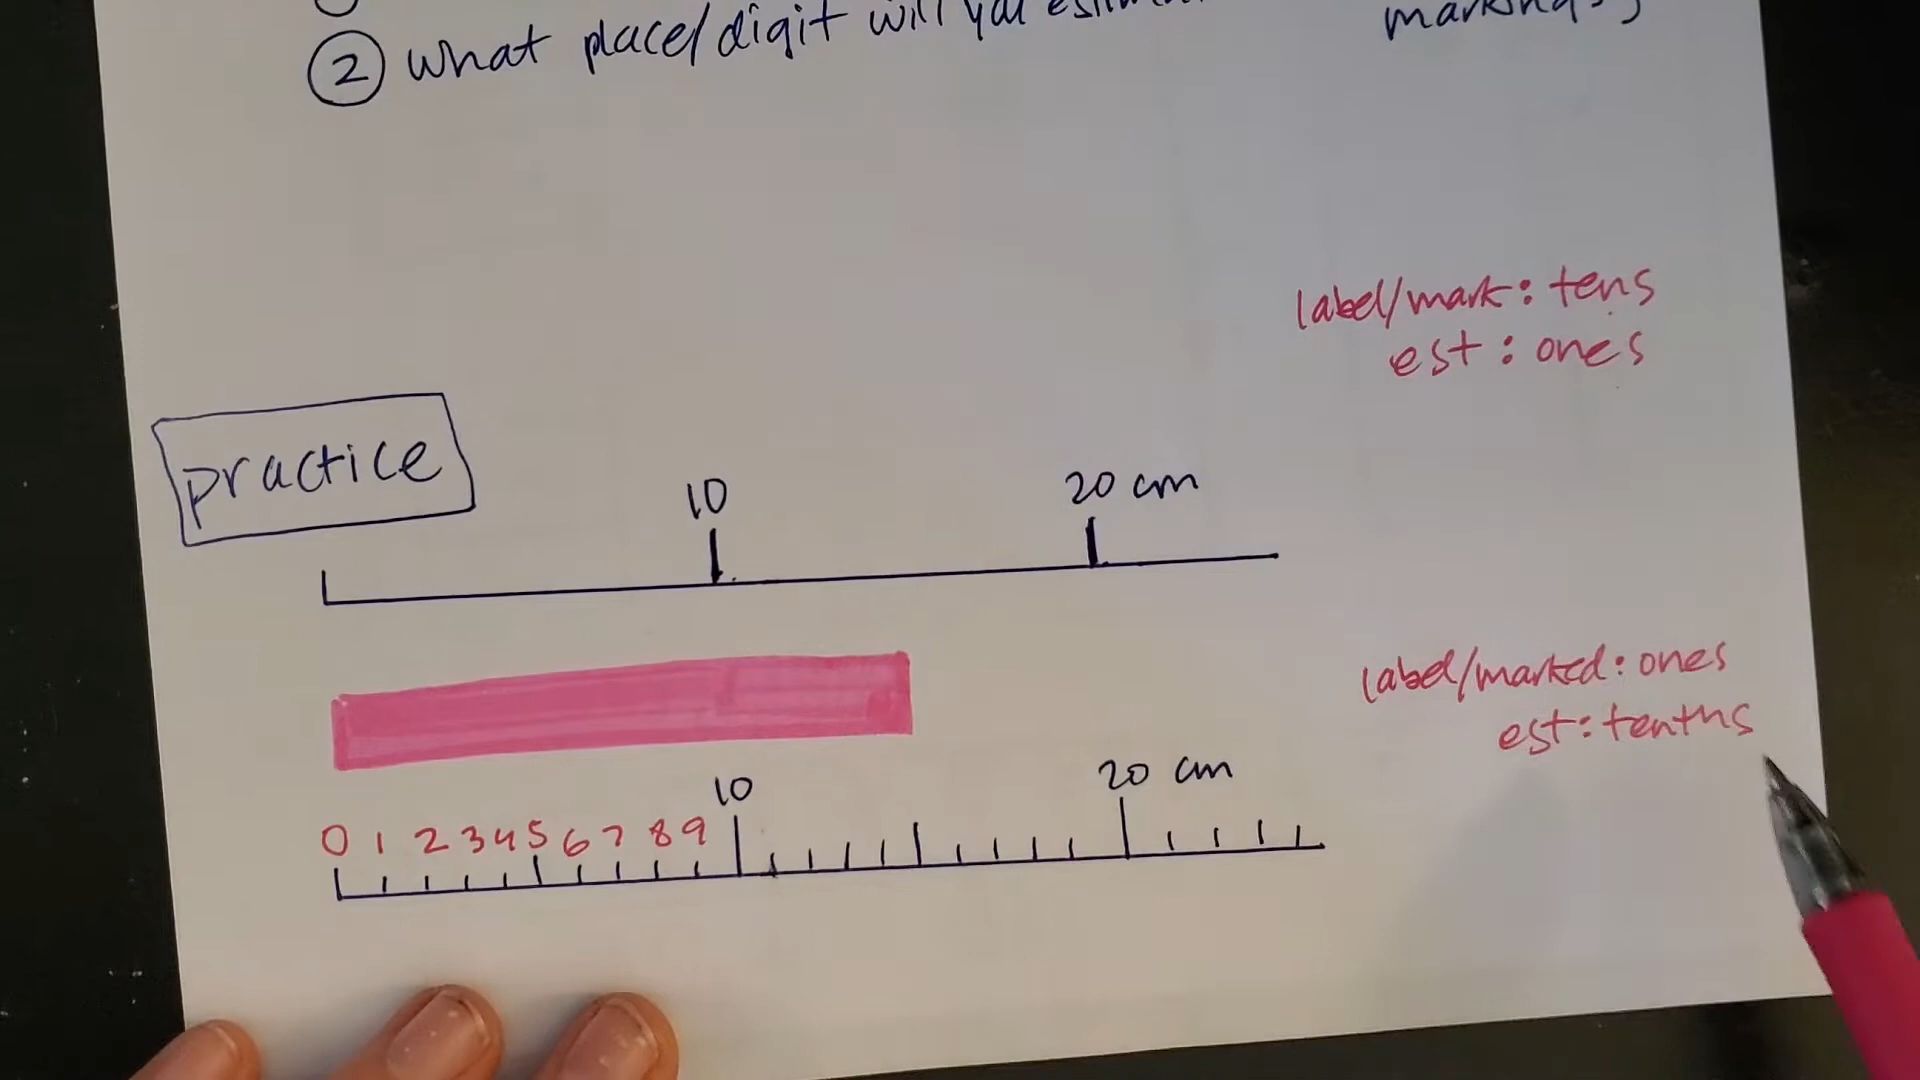 ② What place/digit will you
label/mark: tens
est: ones
practice
10 20 cm
label/marked: ones
est: tenths
10 20 cm
0 1 2 3 4 5 6 7 8 9